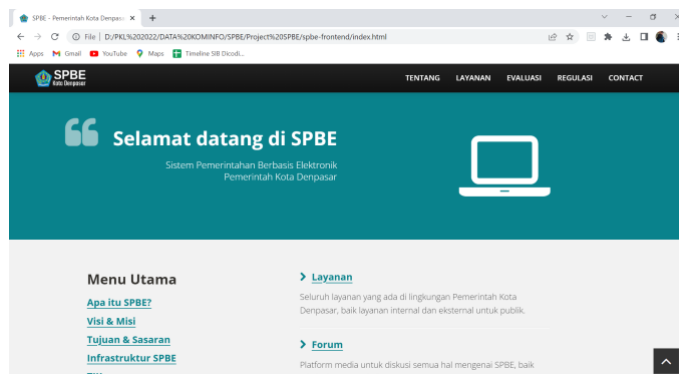 SPBE - Pemerintah Kota Denpasar
File | D:/PKL%202022/DATA%20KOMINFO/SPBE/Project%20SPBE/spbe-frontend/index.html
Apps Gmail YouTube Maps Timeline SIB Dicodi...
SPBE
Kota Denpasar
TENTANG LAYANAN EVALUASI REGULASI CONTACT
Selamat datang di SPBE
Sistem Pemerintahan Berbasis Elektronik
Pemerintah Kota Denpasar
Menu Utama
Apa itu SPBE?
Visi & Misi
Tujuan & Sasaran
Infrastruktur SPBE
Layanan
Seluruh layanan yang ada di lingkungan Pemerintah Kota
Denpasar, baik layanan internal dan eksternal untuk publik.
Forum
Platform media untuk diskusi semua hal mengenai SPBE, baik